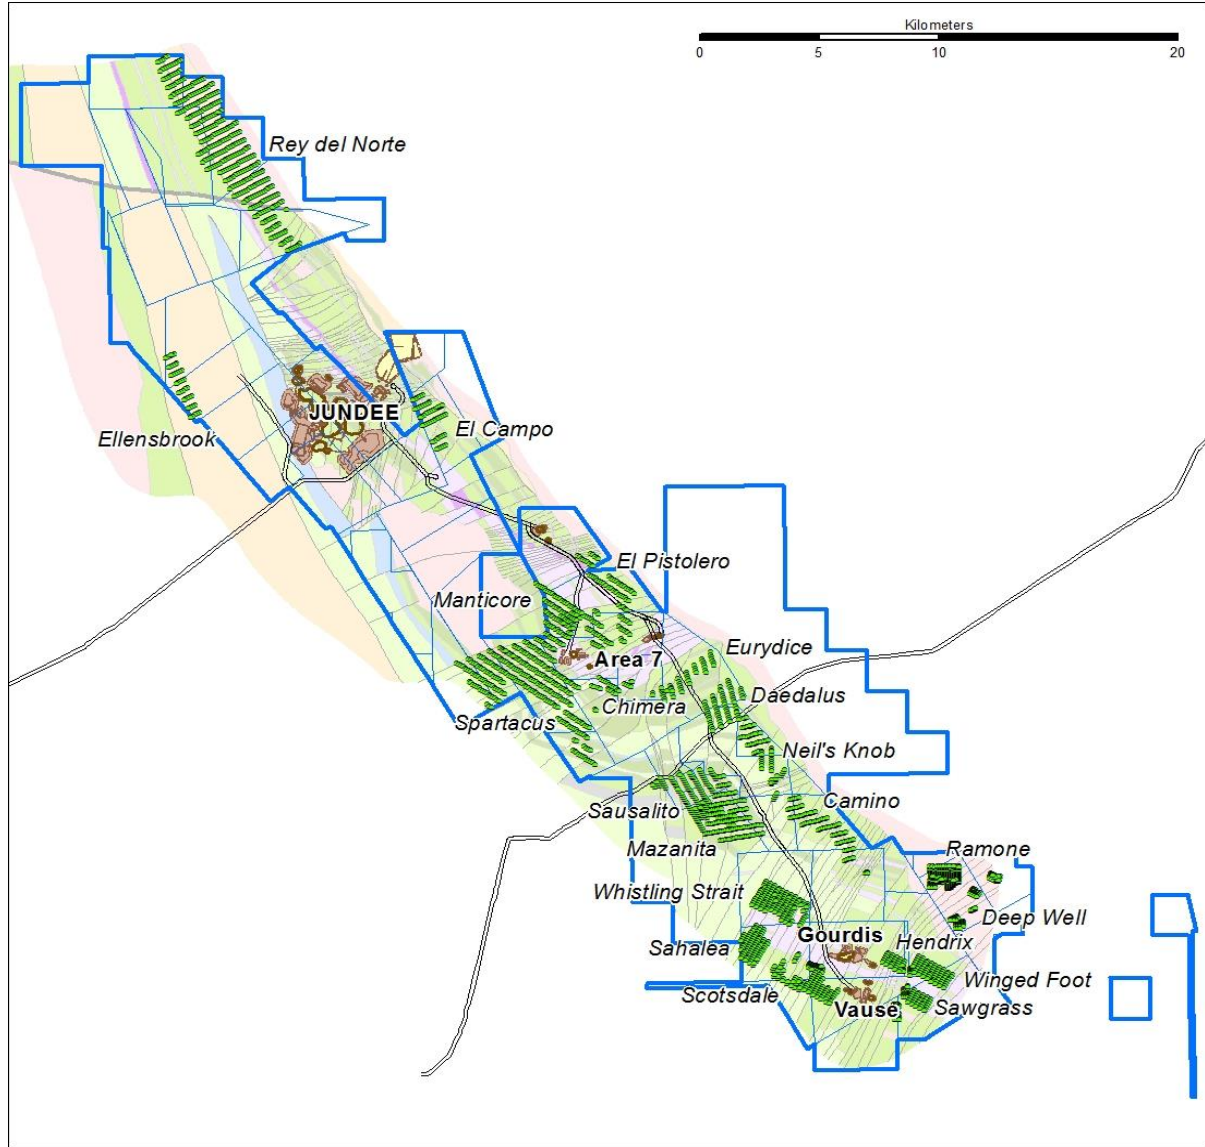 Kilometers
0 5 10 20
Rey del Norte
JUNDEE
Ellensbrook
El Campo
El Pistolero
Manticore
Eurydice
Area 7
Daedalus
Chimera
Spartacus
Neil's Knob
Camino
Sausalito
Mazanita
Ramone
Whistling Strait
Deep Well
Gourdis
Hendrix
Sahalea
Winged Foot
Scotsdale
Vause
Sawgrass